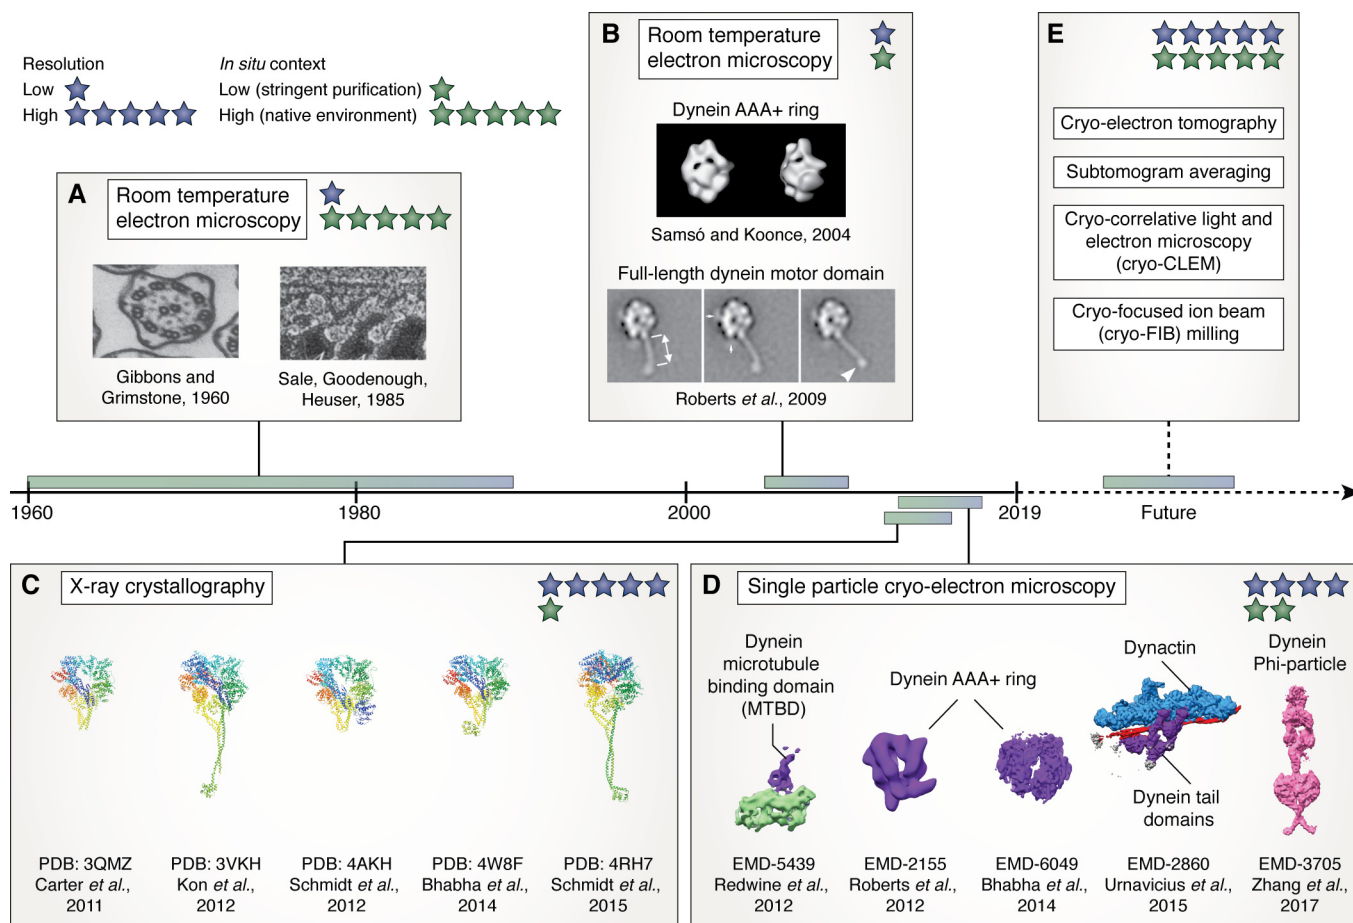 Resolution
Low
High
In situ context
Low (stringent purification)
High (native environment)
A
Room temperature
electron microscopy
Gibbons and
Grimstone, 1960
Sale, Goodenough,
Heuser, 1985
B
Room temperature
electron microscopy
Dynein AAA+ ring
Samsó and Koonce, 2004
Full-length dynein motor domain
Roberts et al., 2009
E
Cryo-electron tomography
Subtomogram averaging
Cryo-correlative light and
electron microscopy
(cryo-CLEM)
Cryo-focused ion beam
(cryo-FIB) milling
1960
1980
2000
2019
Future
C
X-ray crystallography
PDB: 3QMZ
Carter et al.,
2011
PDB: 3VKH
Kon et al.,
2012
PDB: 4AKH
Schmidt et al.,
2012
PDB: 4W8F
Bhabha et al.,
2014
PDB: 4RH7
Schmidt et al.,
2015
D
Single particle cryo-electron microscopy
Dynein
microtubule
binding domain
(MTBD)
Dynein AAA+ ring
Dynactin
Dynein tail
domains
Dynein
Phi-particle
EMD-5439
Redwine et al.,
2012
EMD-2155
Roberts et al.,
2012
EMD-6049
Bhabha et al.,
2014
EMD-2860
Urnavicius et al.,
2015
EMD-3705
Zhang et al.,
2017